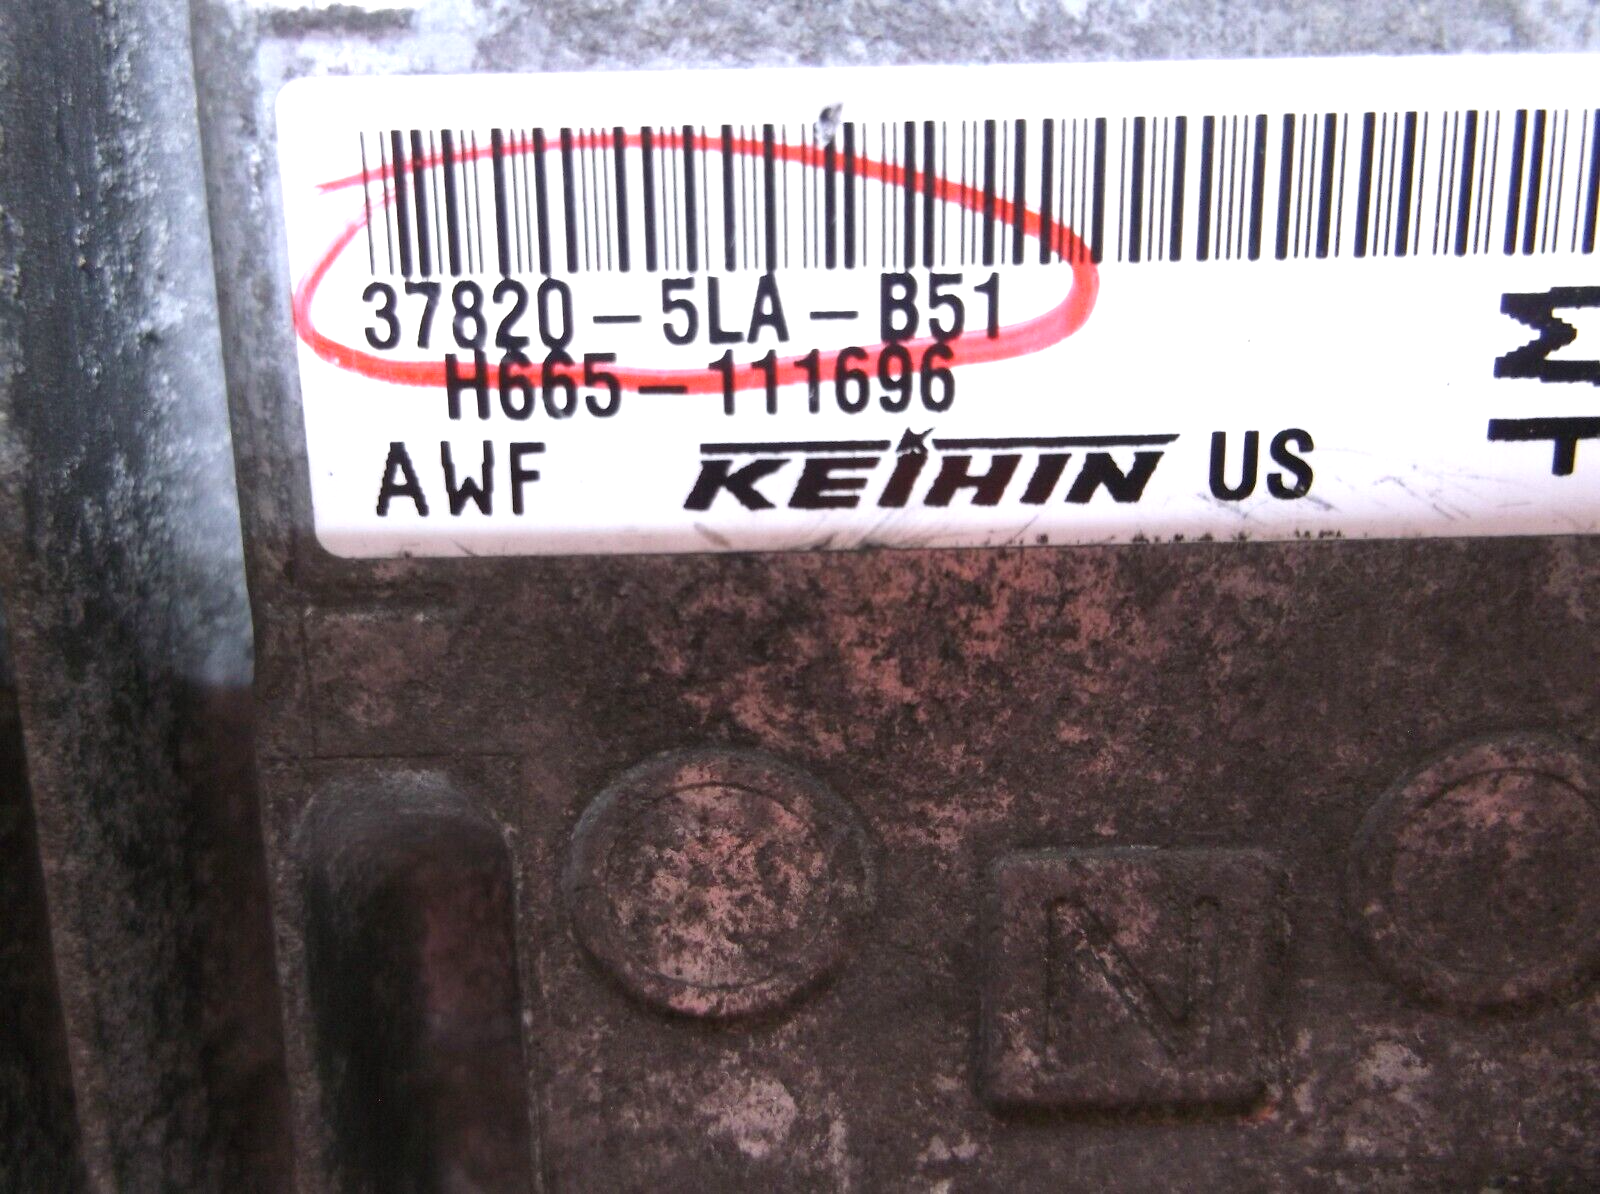 37820-5LA-B51
H665-111696
AWF KEIHIN US
N